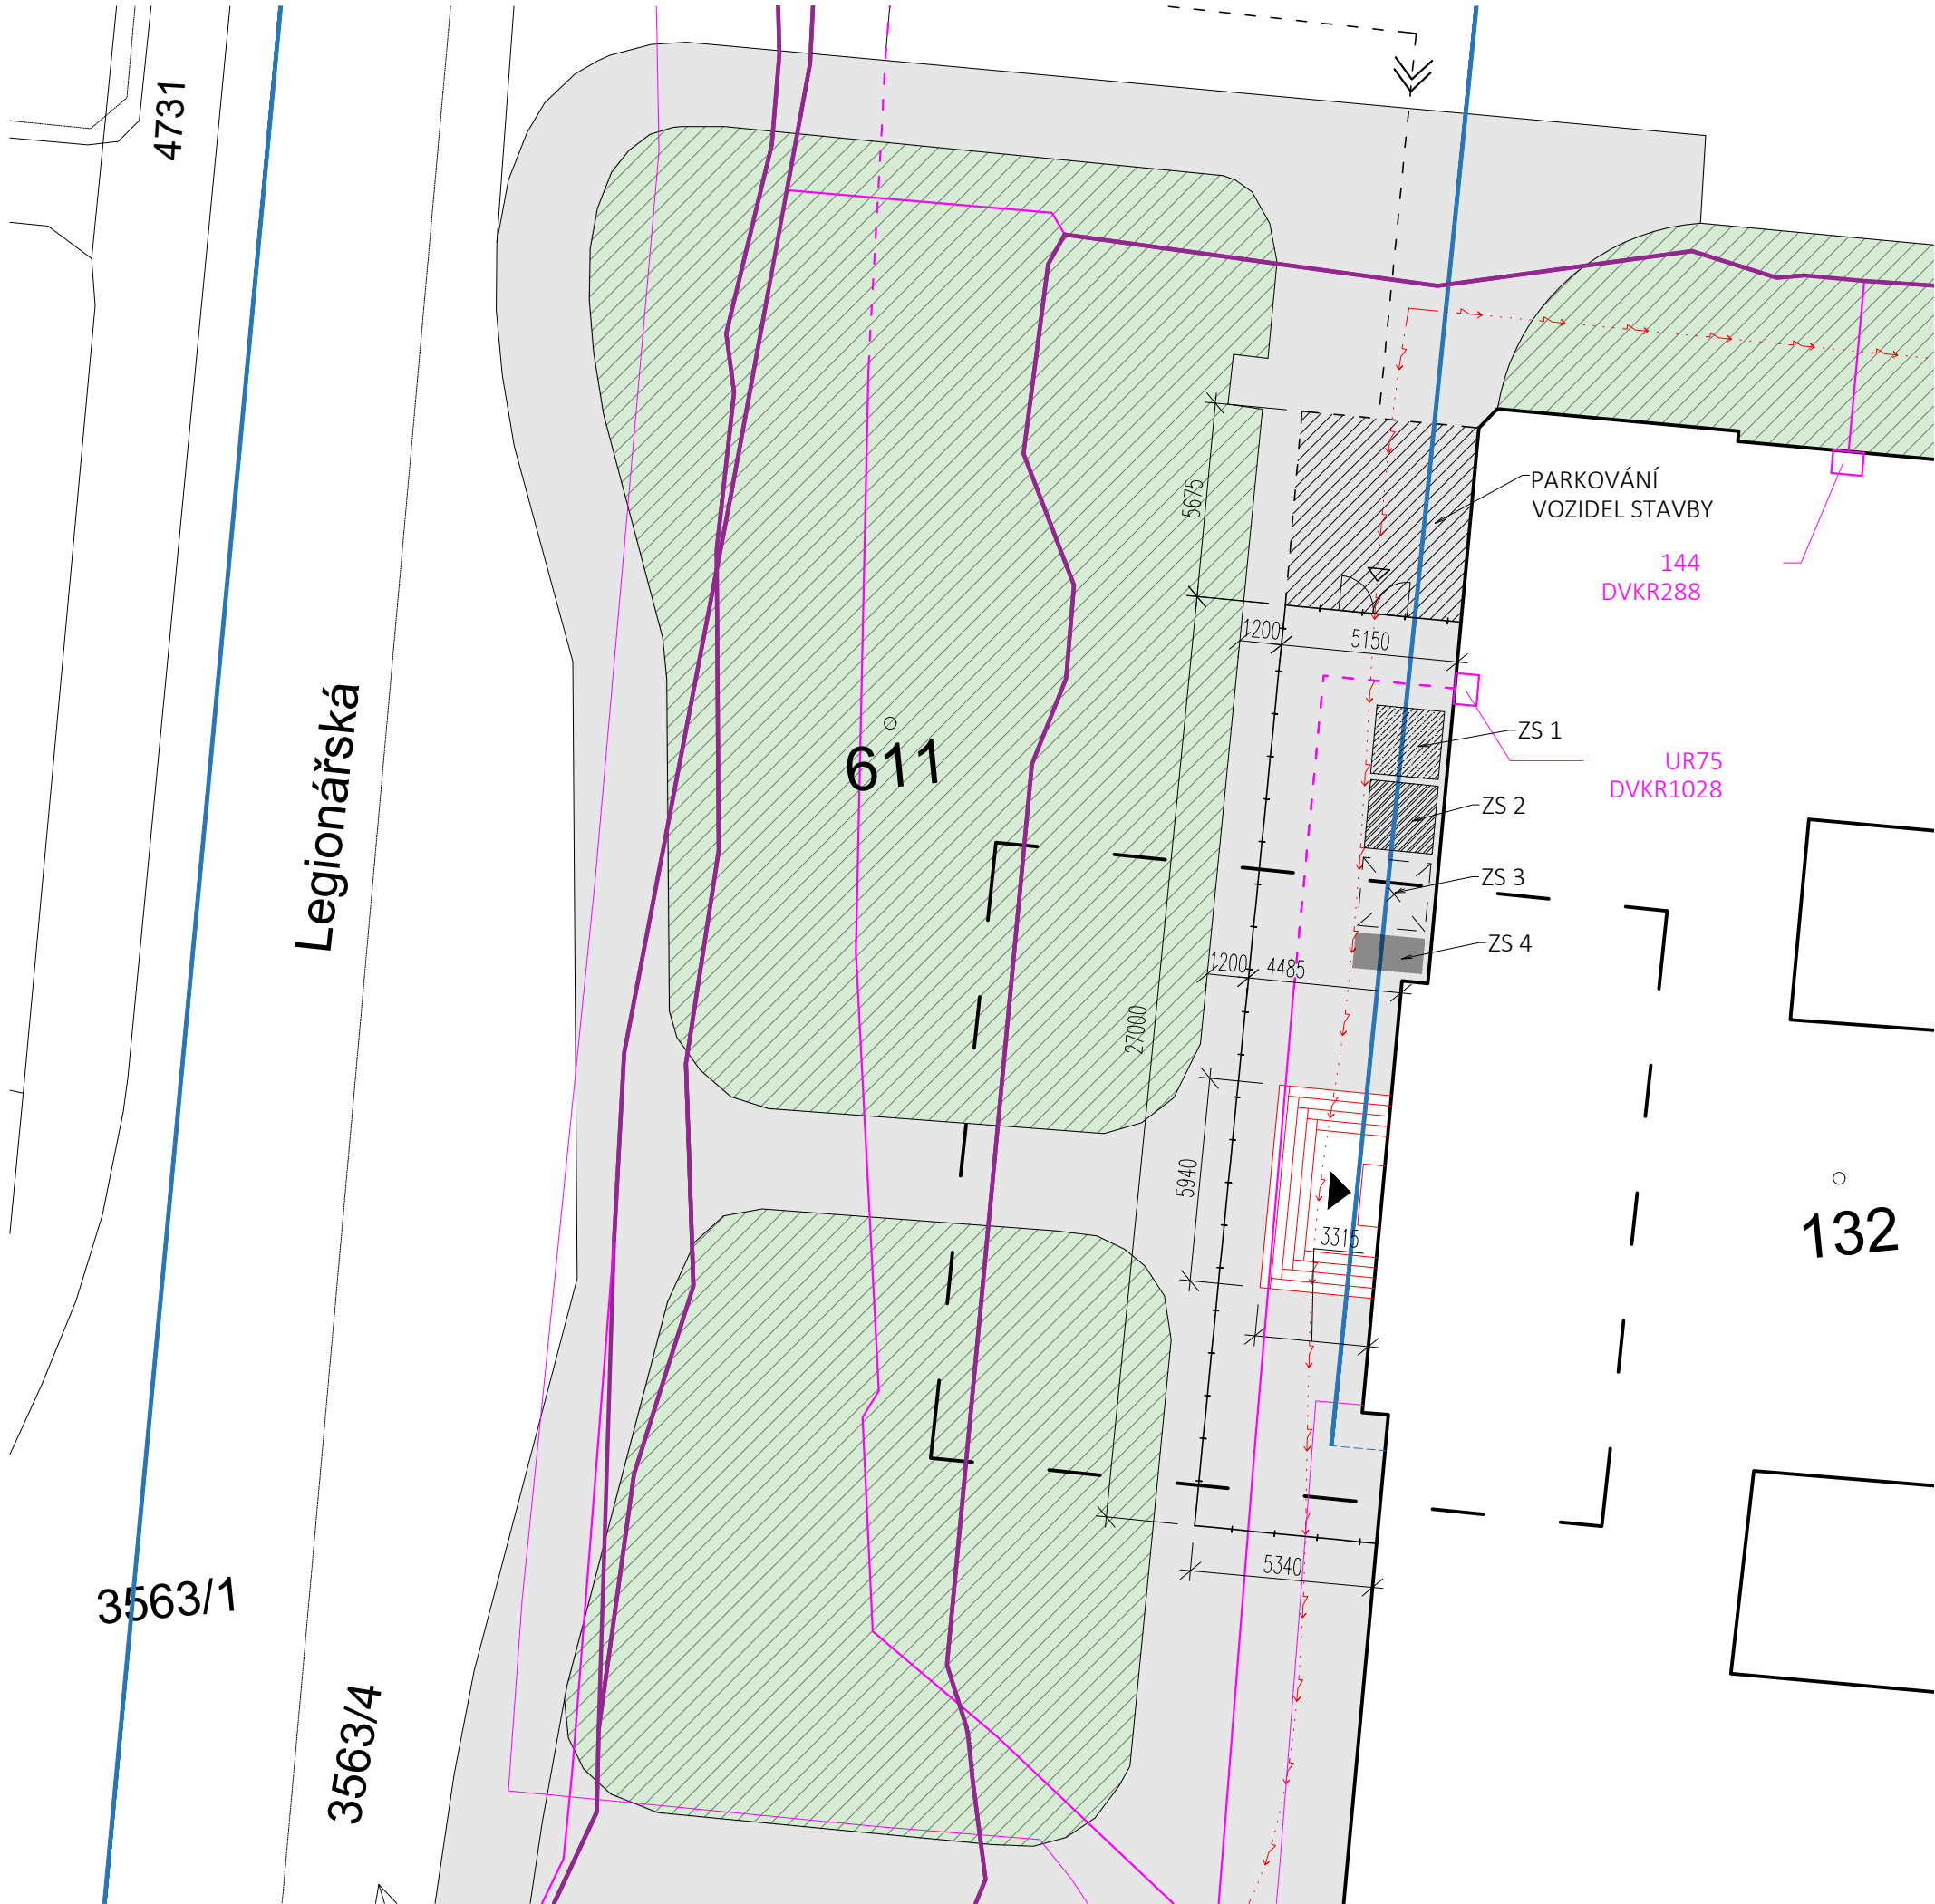 4731
PARKOVÁNÍ
VOZIDEL STAVBY
5675
144
DVKR288
1200
5150
Legionářská
611
ZS 1
UR75
DVKR1028
ZS 2
ZS 3
ZS 4
1200
4485
27000
5940
132
3315
5340
3563/1
3563/4